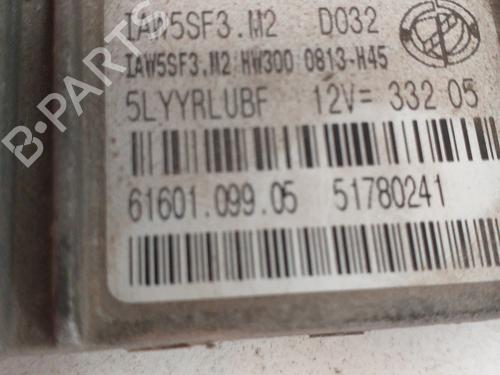 IAW5SF3.M2 D032
IAW5SF3.M2 HW300 0813-H45
5LYYRLUBF 12V= 332 05
61601.099.05 51780241
B-PARTS